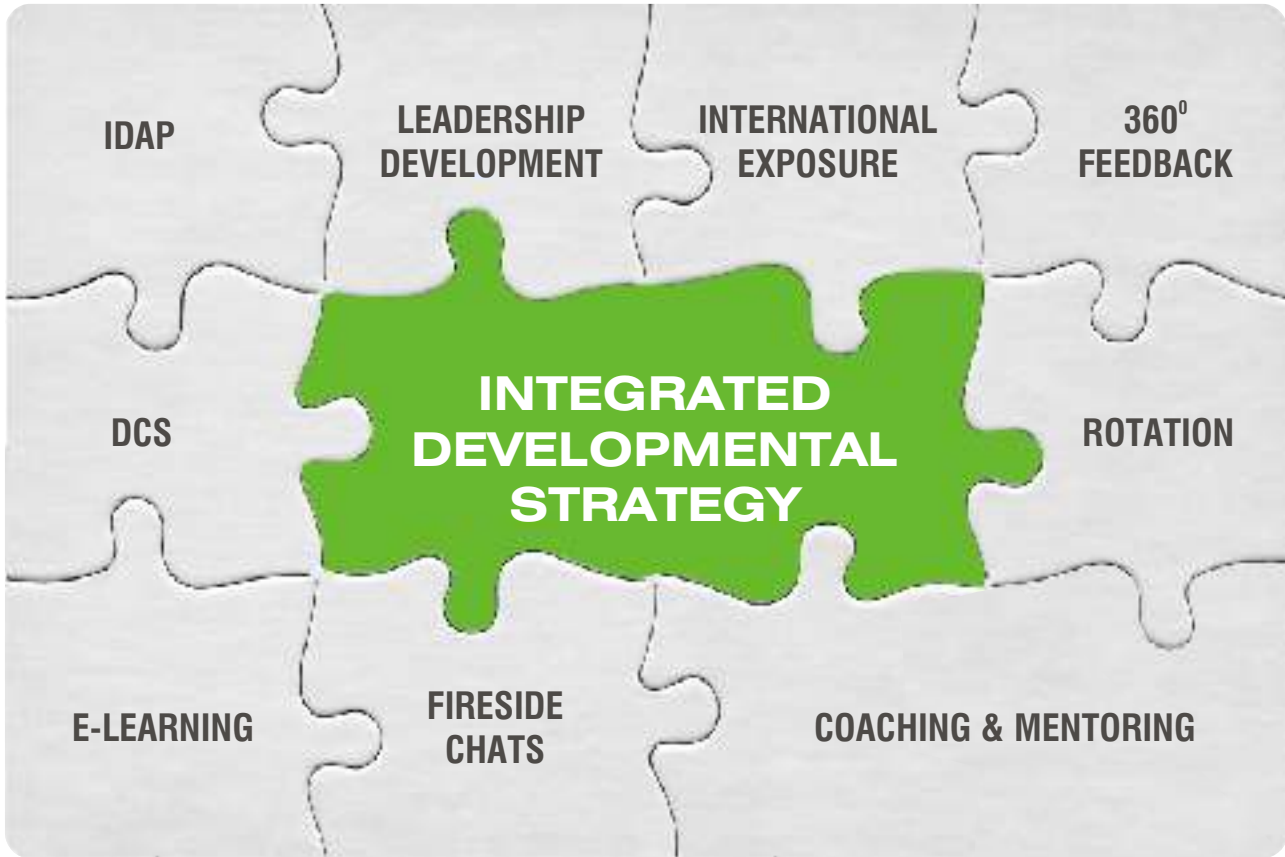 IDAP
LEADERSHIP
DEVELOPMENT
INTERNATIONAL
EXPOSURE
360⁰
FEEDBACK
DCS
INTEGRATED
DEVELOPMENTAL
STRATEGY
ROTATION
E-LEARNING
FIRESIDE
CHATS
COACHING & MENTORING